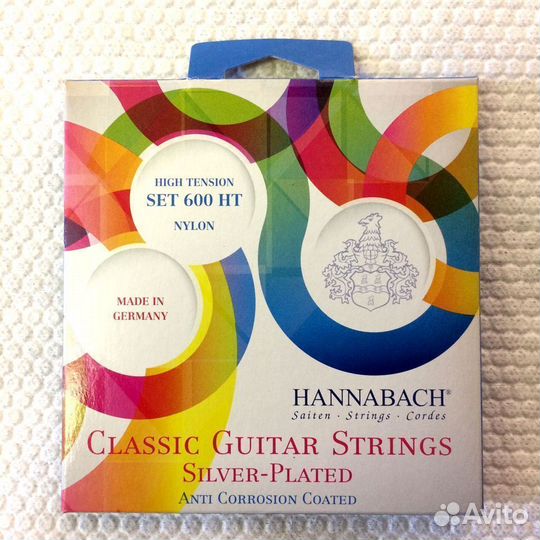 HIGH TENSION
SET 600 HT
NYLON
MADE IN
GERMANY
HANNABACH®
Saiten · Strings · Cordes
CLASSIC GUITAR STRINGS
SILVER-PLATED
ANTI CORROSION COATED
Avito